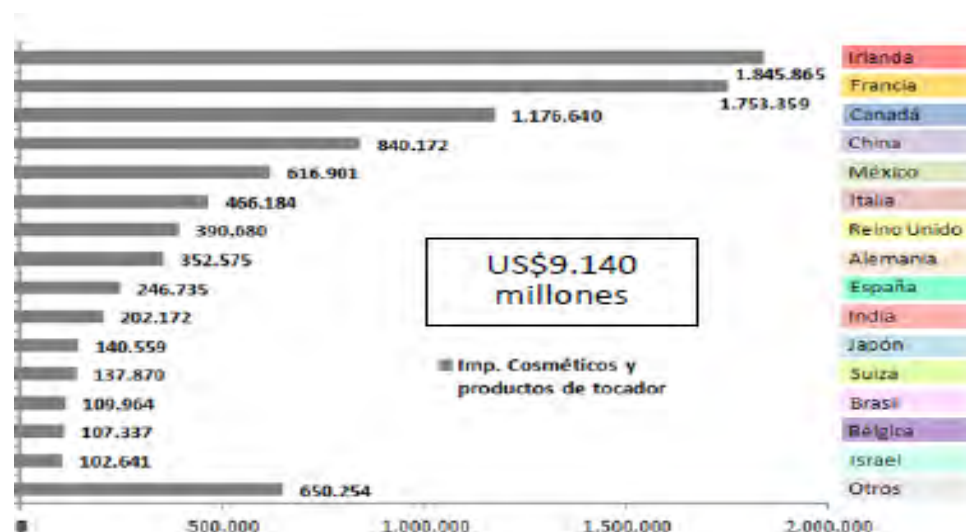 1.845.865 Irlanda
1.753.359 Francia
1.176.640 Canadá
840.172 China
616.901 México
466.184 Italia
390.680 Reino Unido
352.575 Alemania
246.735 España
202.172 India
140.559 Japón
137.870 Suiza
109.964 Brasil
107.337 Bélgica
102.641 Israel
650.254 Otros
US$9.140
millones
Imp. Cosméticos y
productos de tocador
500.000 1.000.000 1.500.000 2.000.000